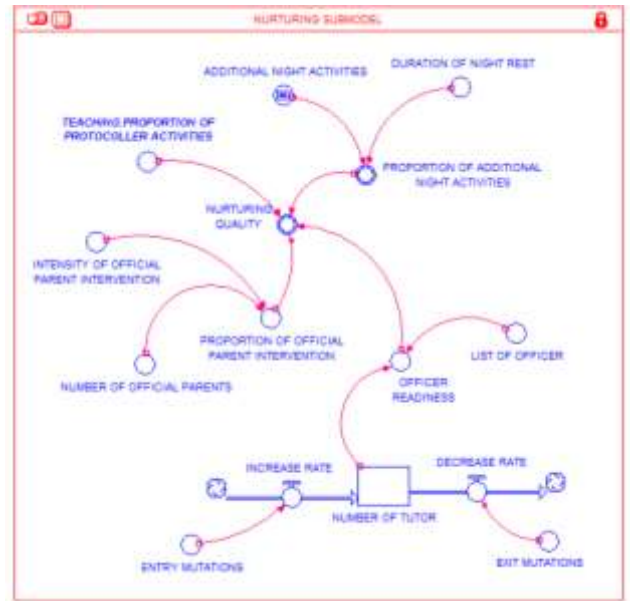 NURTURING SUBMODEL
ADDITIONAL NIGHT ACTIVITIES
DURATION OF NIGHT REST
TEACHING PROPORTION OF
PROTOCOLLER ACTIVITIES
PROPORTION OF ADDITIONAL
NIGHT ACTIVITIES
NURTURING
QUALITY
INTENSITY OF OFFICIAL
PARENT INTERVENTION
PROPORTION OF OFFICIAL
PARENT INTERVENTION
LIST OF OFFICER
NUMBER OF OFFICIAL PARENTS
OFFICER
READINESS
INCREASE RATE
DECREASE RATE
NUMBER OF TUTOR
ENTRY MUTATIONS
EXIT MUTATIONS